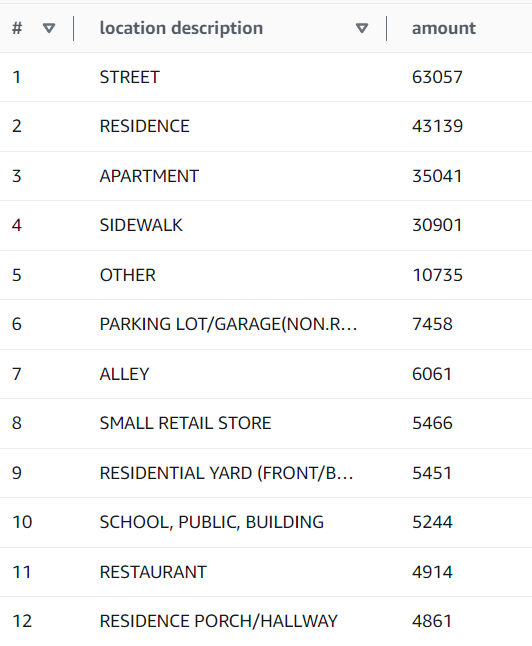 # location description amount
1 STREET 63057
2 RESIDENCE 43139
3 APARTMENT 35041
4 SIDEWALK 30901
5 OTHER 10735
6 PARKING LOT/GARAGE(NON.R... 7458
7 ALLEY 6061
8 SMALL RETAIL STORE 5466
9 RESIDENTIAL YARD (FRONT/B... 5451
10 SCHOOL, PUBLIC, BUILDING 5244
11 RESTAURANT 4914
12 RESIDENCE PORCH/HALLWAY 4861